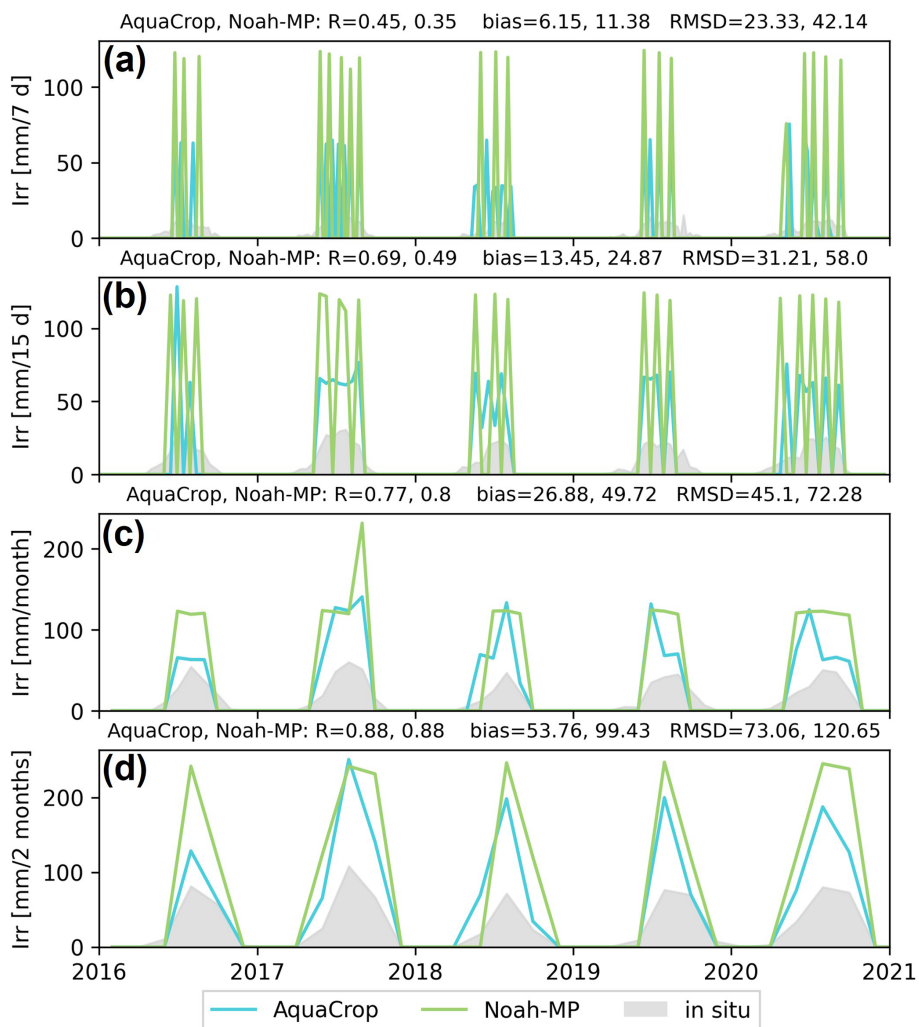 AquaCrop, Noah-MP: R=0.45, 0.35 bias=6.15, 11.38 RMSD=23.33, 42.14
(a)
Irr [mm/7 d]
100
50
0
AquaCrop, Noah-MP: R=0.69, 0.49 bias=13.45, 24.87 RMSD=31.21, 58.0
(b)
Irr [mm/15 d]
100
50
0
AquaCrop, Noah-MP: R=0.77, 0.8 bias=26.88, 49.72 RMSD=45.1, 72.28
(c)
Irr [mm/month]
200
100
0
AquaCrop, Noah-MP: R=0.88, 0.88 bias=53.76, 99.43 RMSD=73.06, 120.65
(d)
Irr [mm/2 months]
200
100
0
2016 2017 2018 2019 2020 2021
AquaCrop Noah-MP in situ